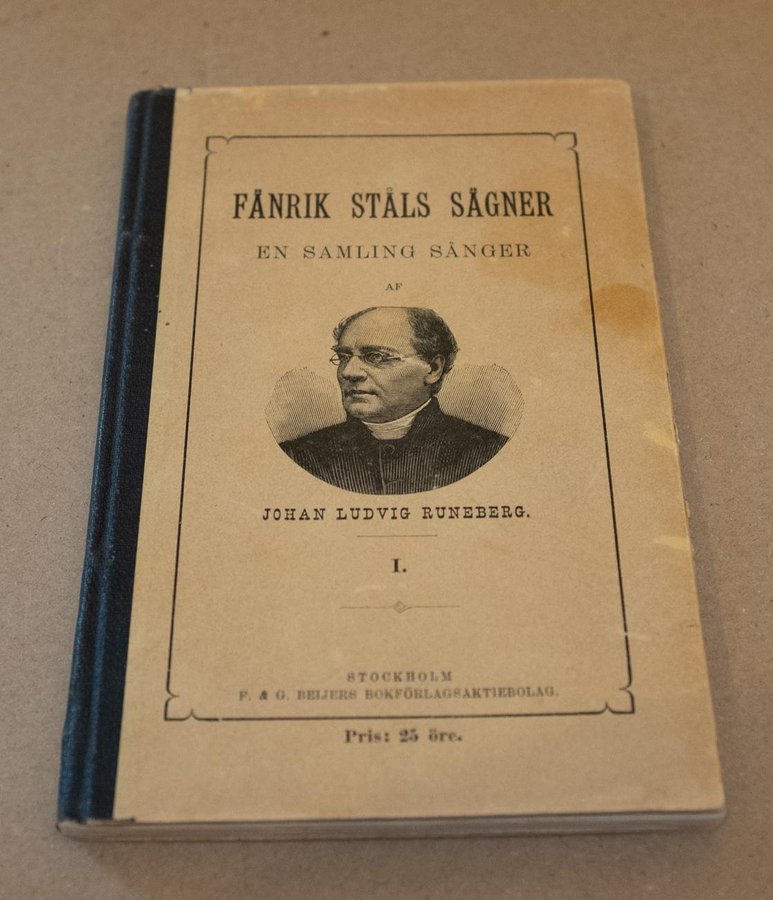 FÄNRIK STÅLS SÄGNER
EN SAMLING SÅNGER
AF
JOHAN LUDVIG RUNEBERG.
I.
STOCKHOLM
F. & G. BEIJERS BOKFÖRLAGSAKTIEBOLAG.
Pris: 25 öre.